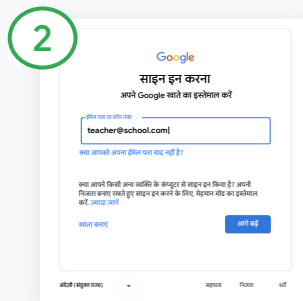 2
Google
साइन इन करना
अपने Google खाते का इस्तेमाल करें
ईमेल पता या फ़ोन नंबर
teacher@school.com
क्या आपको अपना ईमेल पता याद नहीं है?
क्या आपने किसी अन्य व्यक्ति के कंप्यूटर से साइन इन किया है? अपनी
निजता बनाए रखते हुए साइन इन करने के लिए, मेहमान मोड का इस्तेमाल
करें. ज़्यादा जानें
खाता बनाएं
आगे बढ़ें
अंग्रेज़ी (संयुक्त राज्य)
सहायता निजता शर्तें